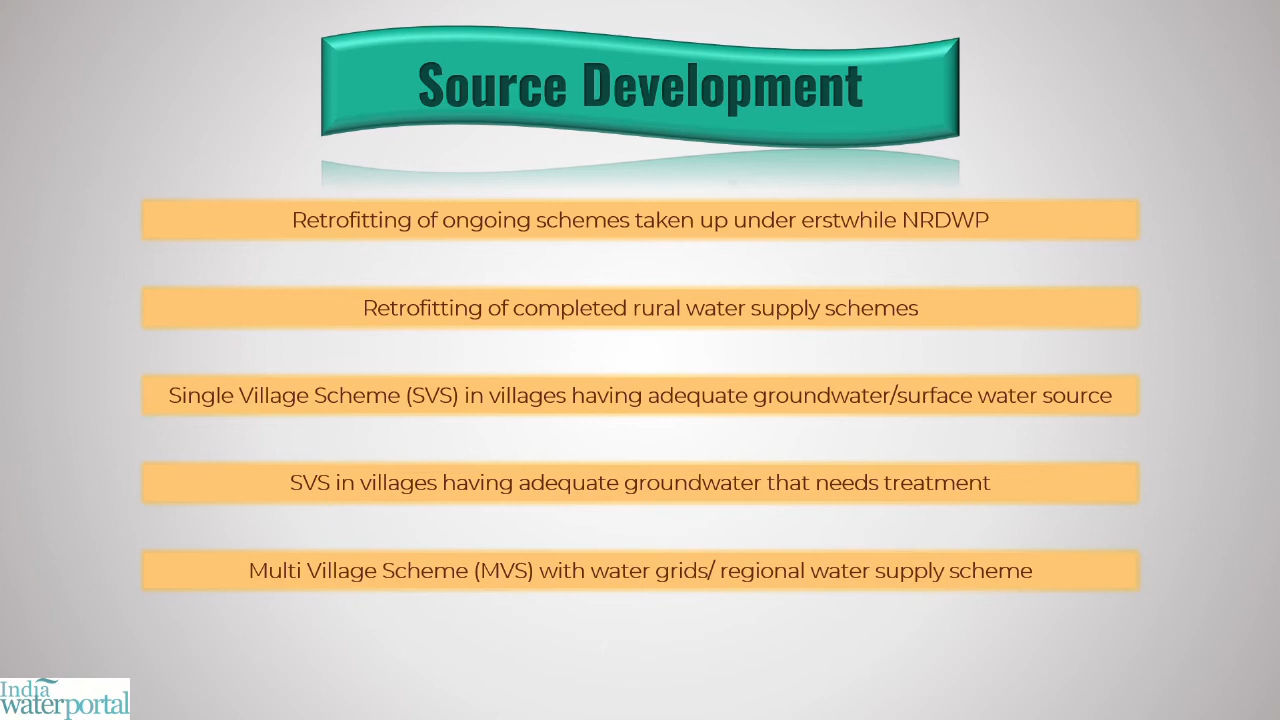 Source Development
Retrofitting of ongoing schemes taken up under erstwhile NRDWP
Retrofitting of completed rural water supply schemes
Single Village Scheme (SVS) in villages having adequate groundwater/surface water source
SVS in villages having adequate groundwater that needs treatment
Multi Village Scheme (MVS) with water grids/ regional water supply scheme
India
waterportal